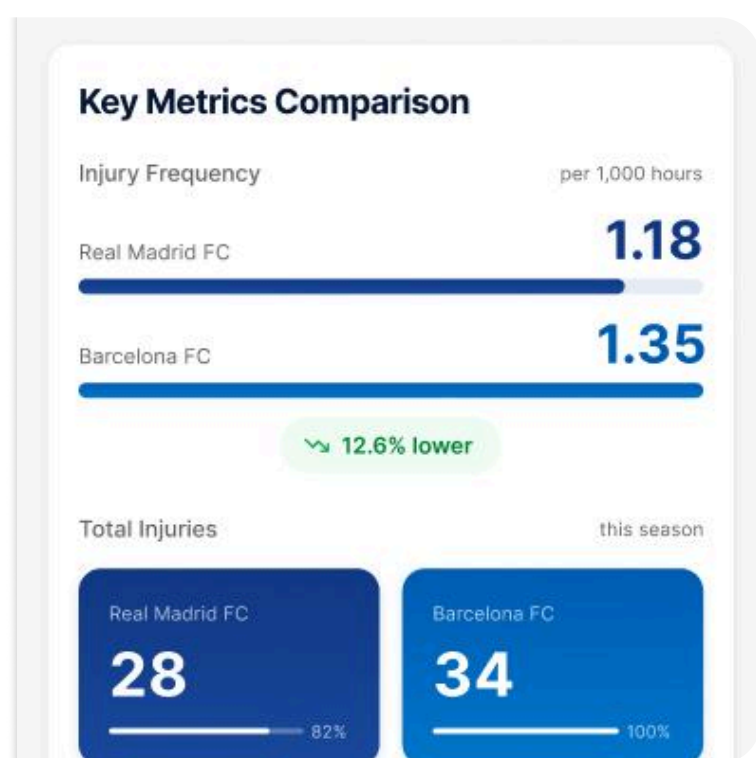 Key Metrics Comparison
Injury Frequency per 1,000 hours
Real Madrid FC 1.18
Barcelona FC 1.35
12.6% lower
Total Injuries this season
Real Madrid FC Barcelona FC
28 34
82% 100%